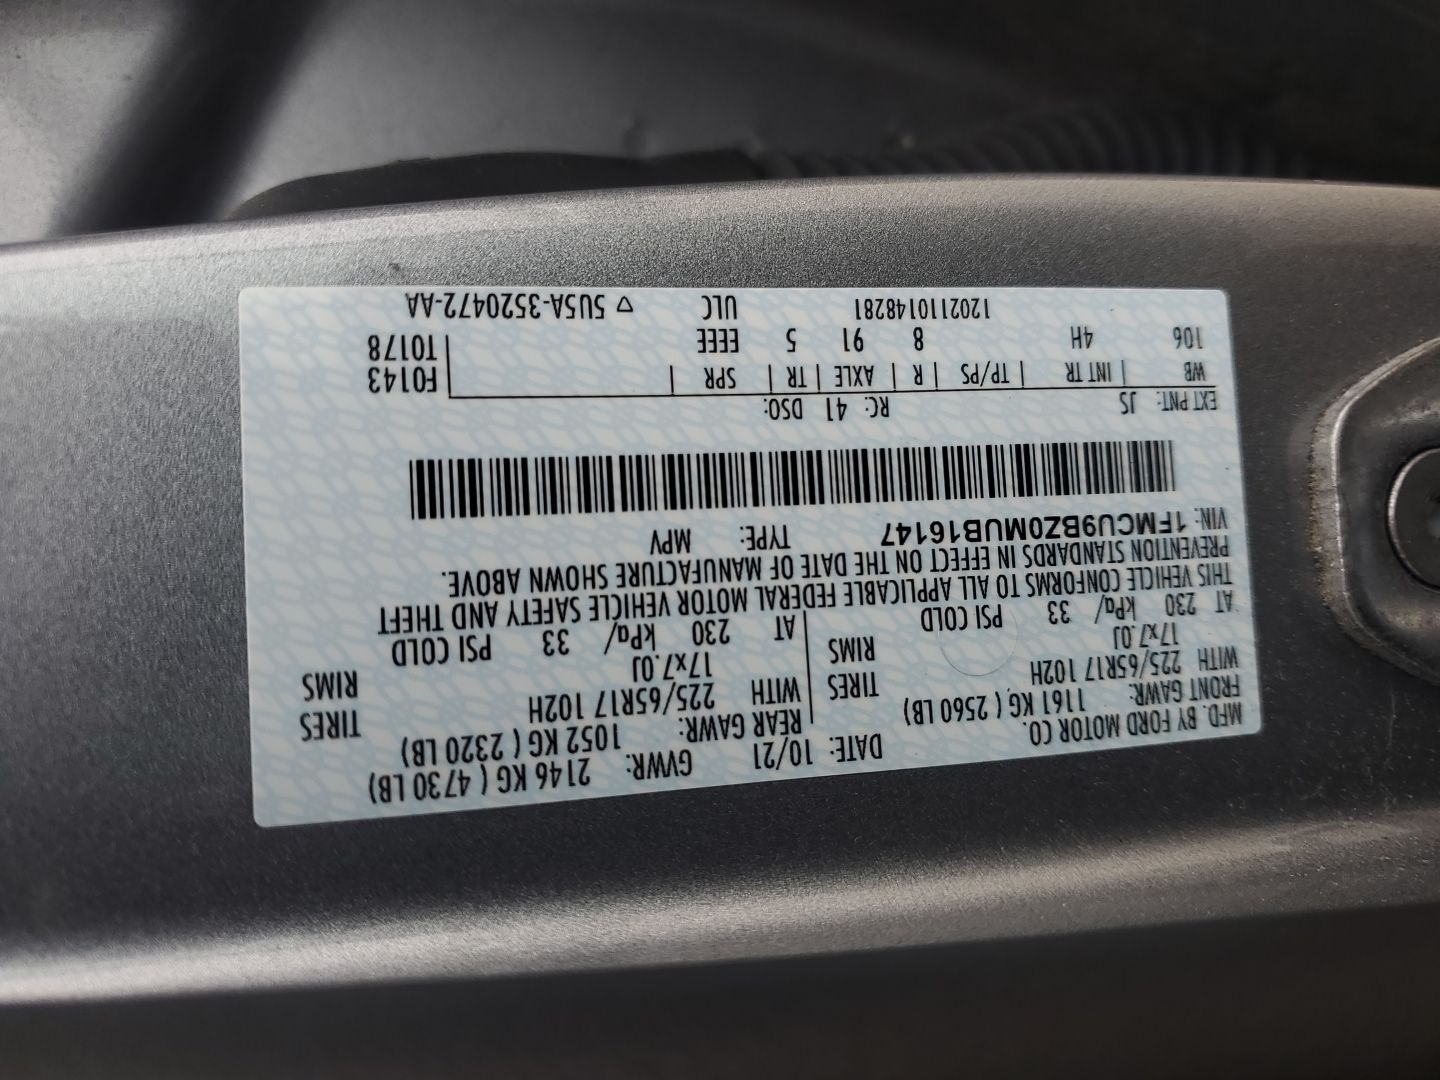 MFD. BY FORD MOTOR CO. DATE: 10/21 GVWR: 2146 KG ( 4730 LB)
FRONT GAWR: 1161 KG ( 2560 LB) REAR GAWR: 1052 KG ( 2320 LB)
WITH 225/65R17 102H TIRES WITH 225/65R17 102H TIRES
17x7.0J RIMS 17x7.0J RIMS
AT 230 kPa/ 33 PSI COLD AT 230 kPa/ 33 PSI COLD
THIS VEHICLE CONFORMS TO ALL APPLICABLE FEDERAL MOTOR VEHICLE SAFETY AND THEFT
PREVENTION STANDARDS IN EFFECT ON THE DATE OF MANUFACTURE SHOWN ABOVE.
VIN: 1FMCU9BZ0MUB16147 TYPE: MPV
EXT PNT: JS RC: 41 DSO:
WB INT TR TP/PS R AXLE TR SPR F0143
106 4H 8 91 5 EEEE T0178
1202110148281 ULC ▽ 5U5A-3520472-AA